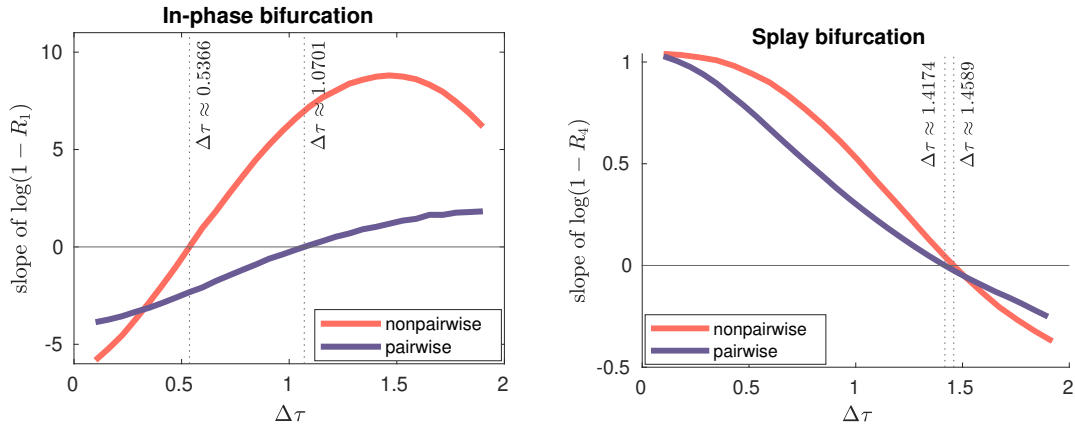 In-phase bifurcation
10
5
0
-5
slope of log(1 − R₁)
Δτ ≈ 0.5366
Δτ ≈ 1.0701
nonpairwise
pairwise
0
0.5
1
1.5
2
Δτ
Splay bifurcation
1
0.5
0
-0.5
slope of log(1 − R₄)
Δτ ≈ 1.4174
Δτ ≈ 1.4589
nonpairwise
pairwise
0
0.5
1
1.5
2
Δτ